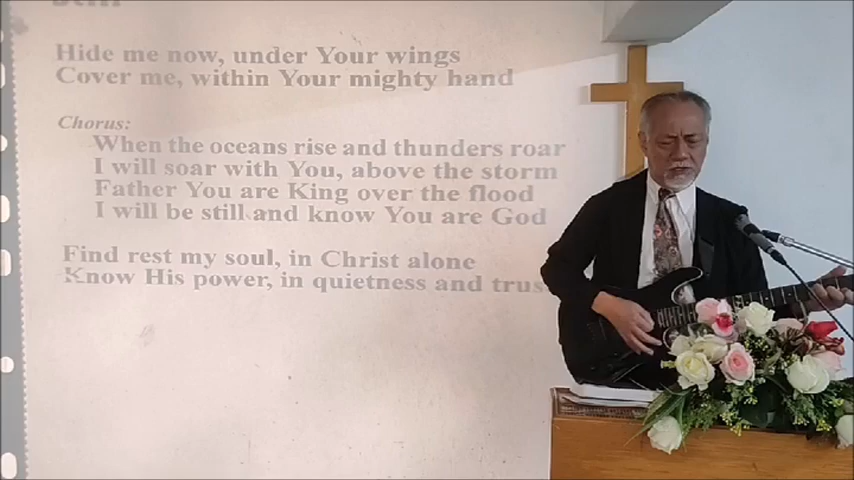 Still
Hide me now, under Your wings
Cover me, within Your mighty hand
Chorus:
When the oceans rise and thunders roar
I will soar with You, above the storm
Father You are King over the flood
I will be still and know You are God
Find rest my soul, in Christ alone
Know His power, in quietness and trust